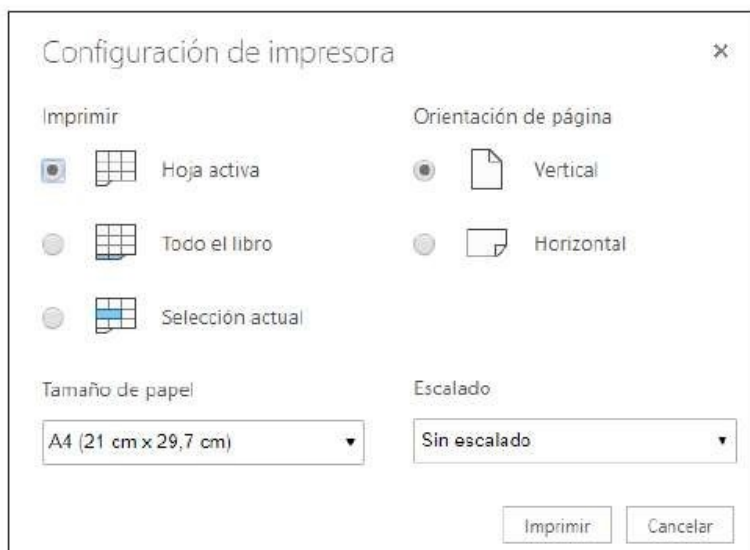 Configuración de impresora
Imprimir
Hoja activa
Todo el libro
Selección actual
Orientación de página
Vertical
Horizontal
Tamaño de papel
A4 (21 cm x 29,7 cm)
Escalado
Sin escalado
Imprimir
Cancelar